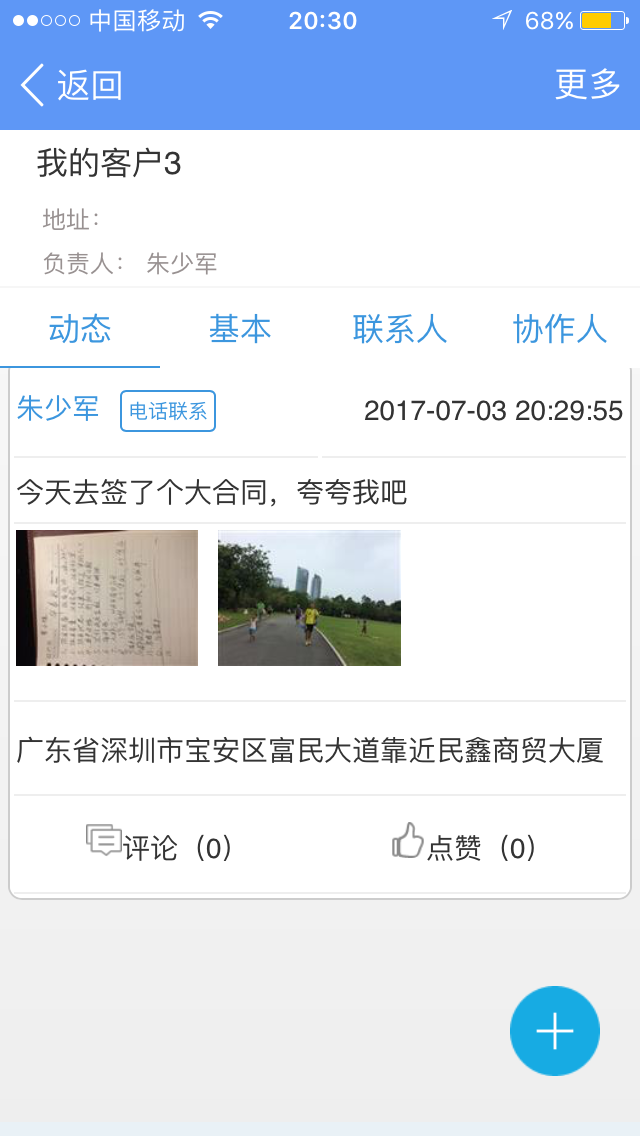 中国移动 20:30 68%
返回 更多
我的客户3
地址：
负责人： 朱少军
动态 基本 联系人 协作人
朱少军 电话联系 2017-07-03 20:29:55
今天去签了个大合同，夸夸我吧
广东省深圳市宝安区富民大道靠近民鑫商贸大厦
评论（0） 点赞（0）